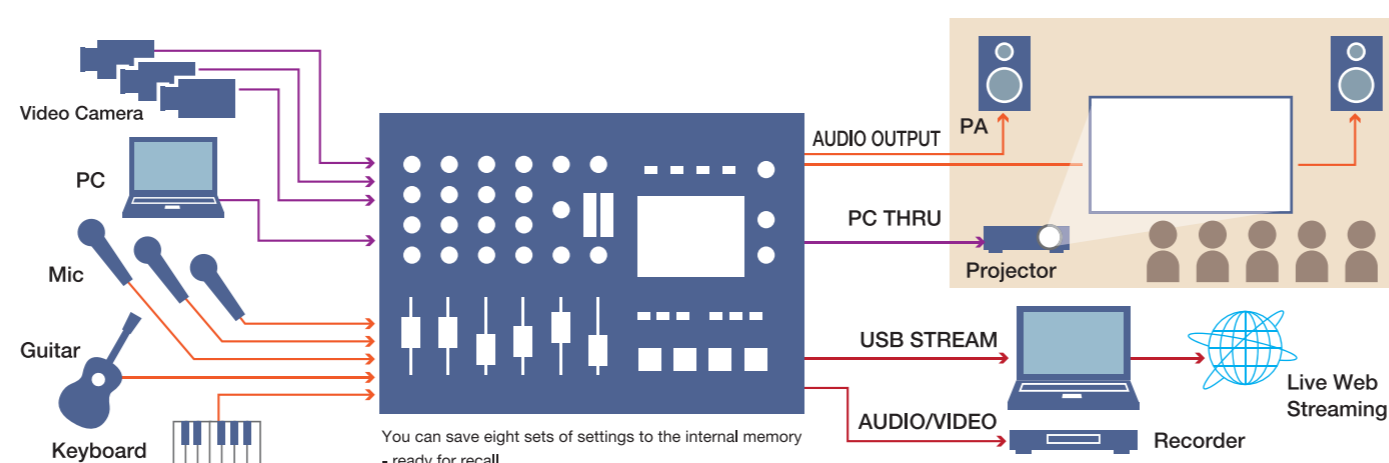 Video Camera
PC
Mic
Guitar
Keyboard
AUDIO OUTPUT
PA
PC THRU
Projector
USB STREAM
Live Web
Streaming
AUDIO/VIDEO
Recorder
You can save eight sets of settings to the internal memory
- ready for recall